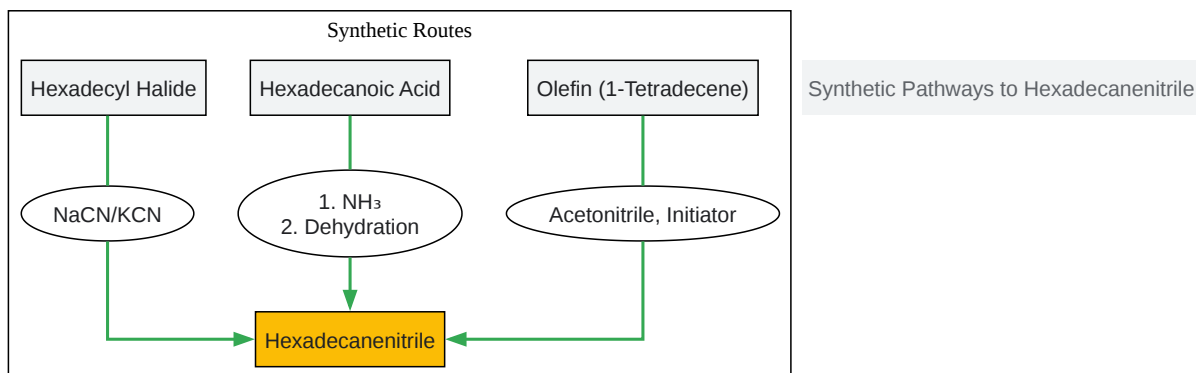 Synthetic Routes
Hexadecyl Halide
Hexadecanoic Acid
Olefin (1-Tetradecene)
Synthetic Pathways to Hexadecanenitrile
NaCN/KCN
1. NH₃
2. Dehydration
Acetonitrile, Initiator
Hexadecanenitrile